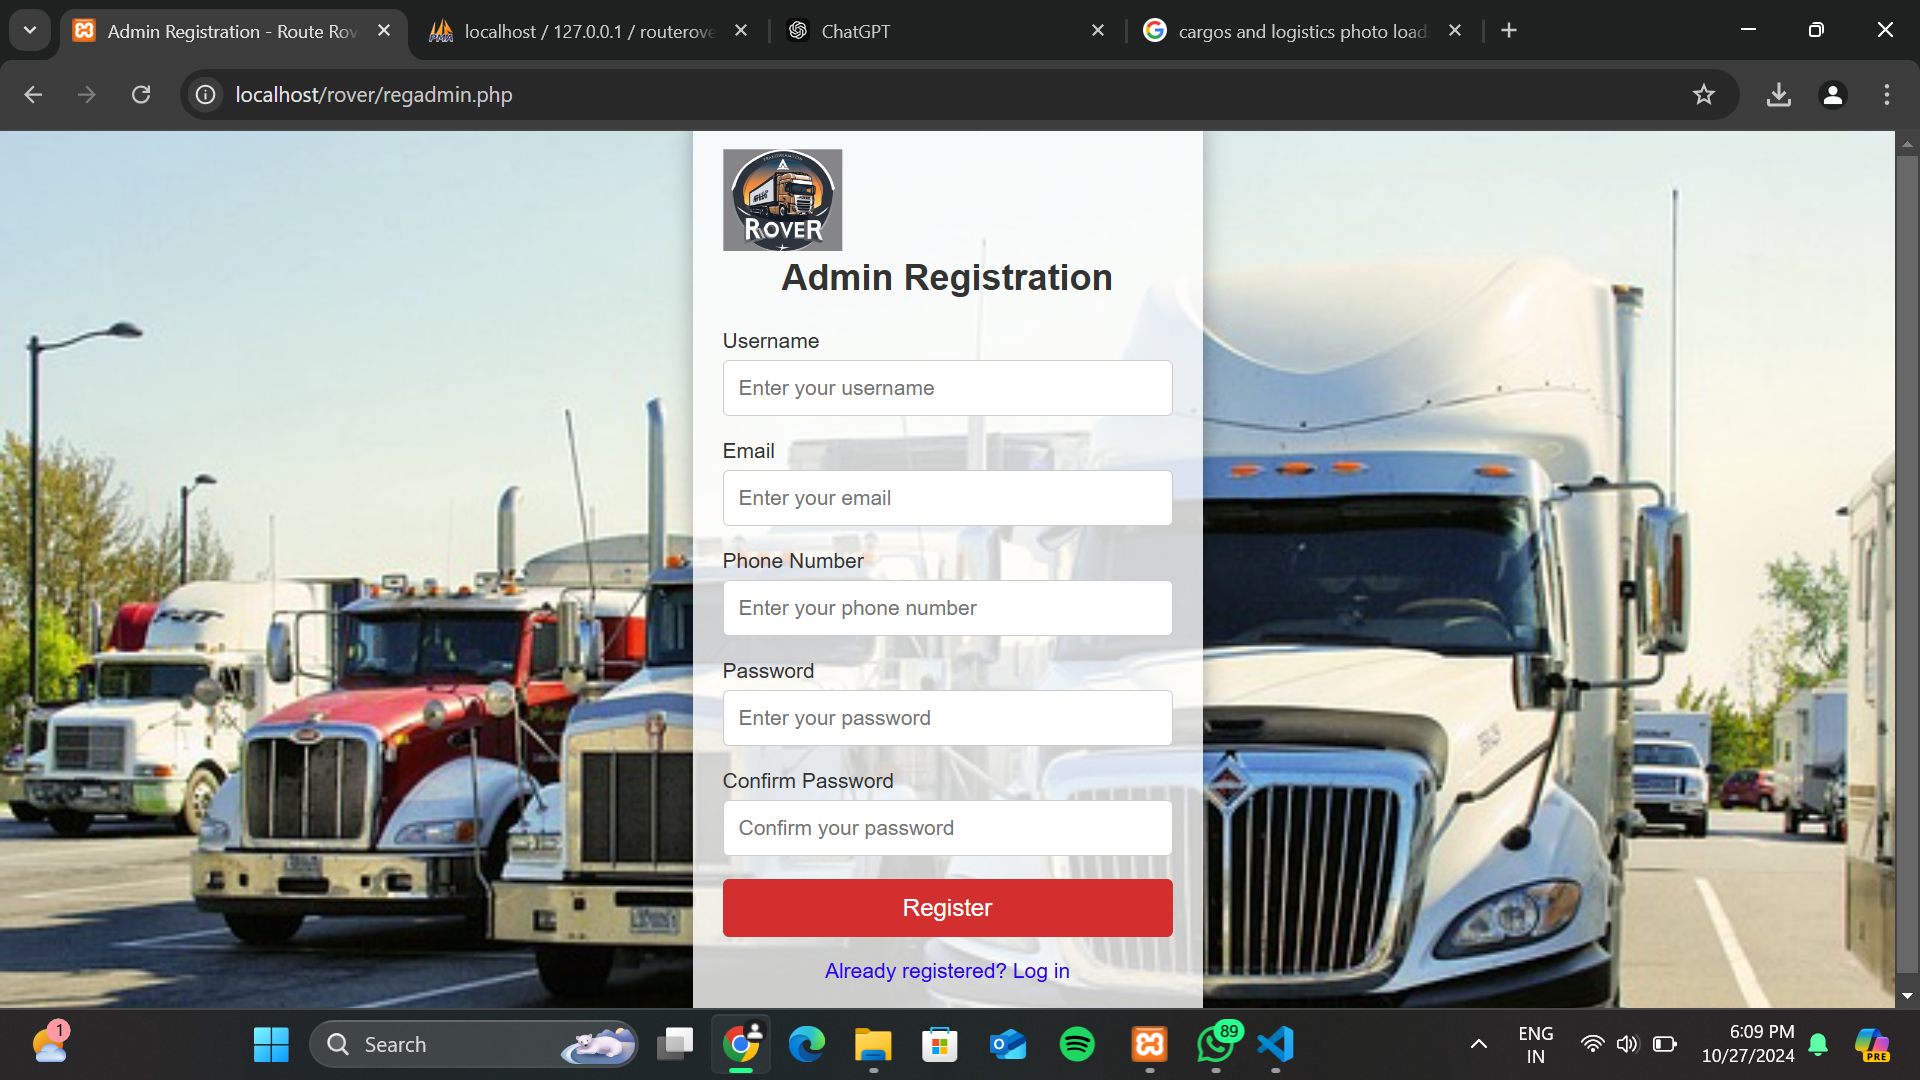 Admin Registration - Route Rov
localhost / 127.0.0.1 / routerove
ChatGPT
cargos and logistics photo load
localhost/rover/regadmin.php
ROVER
Admin Registration
Username
Enter your username
Email
Enter your email
Phone Number
Enter your phone number
Password
Enter your password
Confirm Password
Confirm your password
Register
Already registered? Log in
1
Search
89
ENG
IN
6:09 PM
10/27/2024
PRE